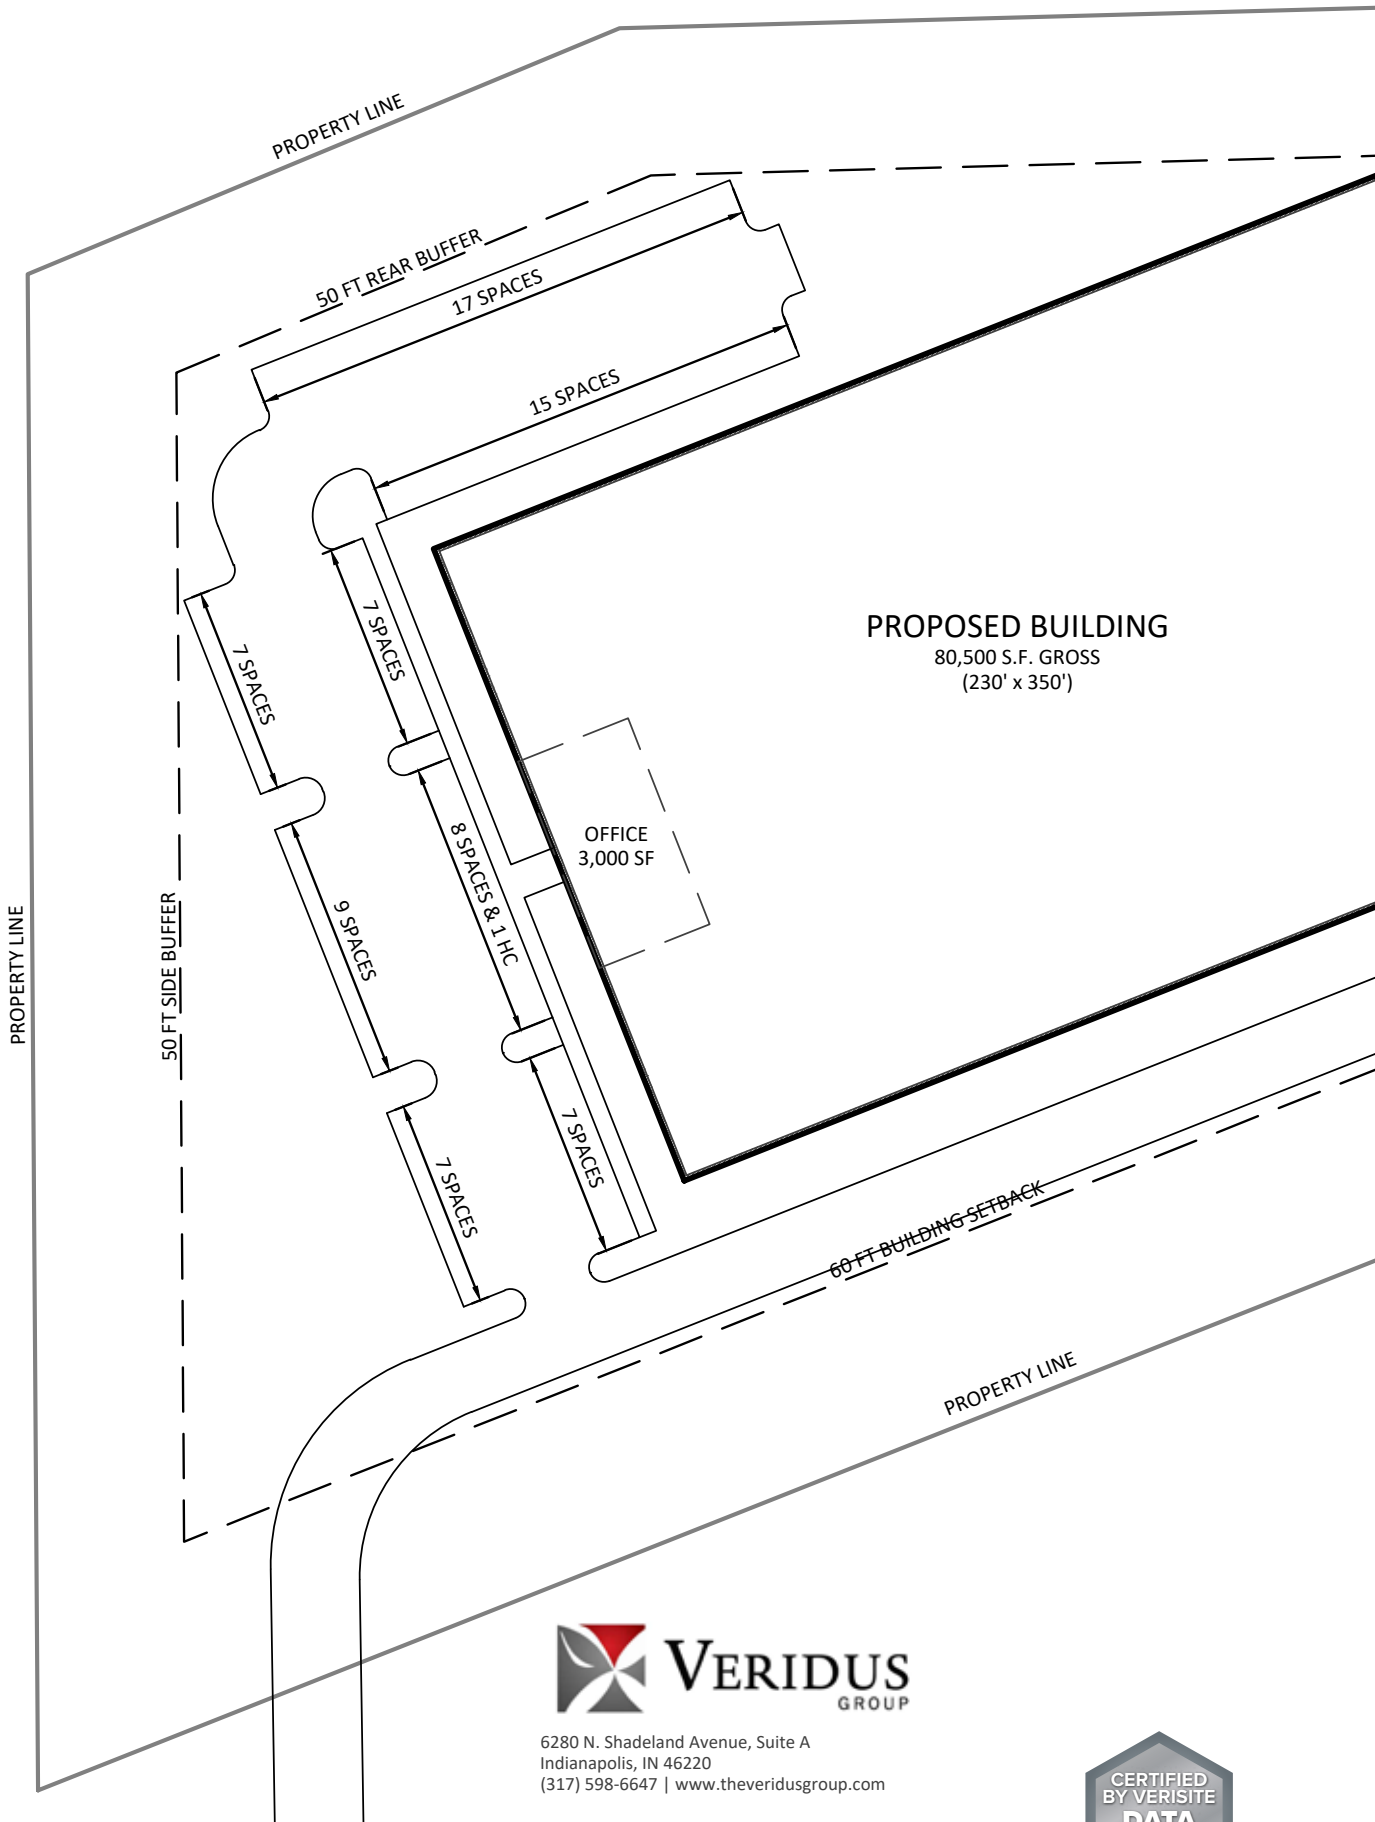 PROPERTY LINE
50 FT REAR BUFFER
17 SPACES
15 SPACES
7 SPACES
7 SPACES
PROPOSED BUILDING
80,500 S.F. GROSS
(230' x 350')
OFFICE
3,000 SF
8 SPACES & 1 HC
9 SPACES
50 FT SIDE BUFFER
PROPERTY LINE
7 SPACES
7 SPACES
60 FT BUILDING SETBACK
PROPERTY LINE
VERIDUS
GROUP
6280 N. Shadeland Avenue, Suite A
Indianapolis, IN 46220
(317) 598-6647 | www.theveridusgroup.com
CERTIFIED
BY VERISITE
DATA